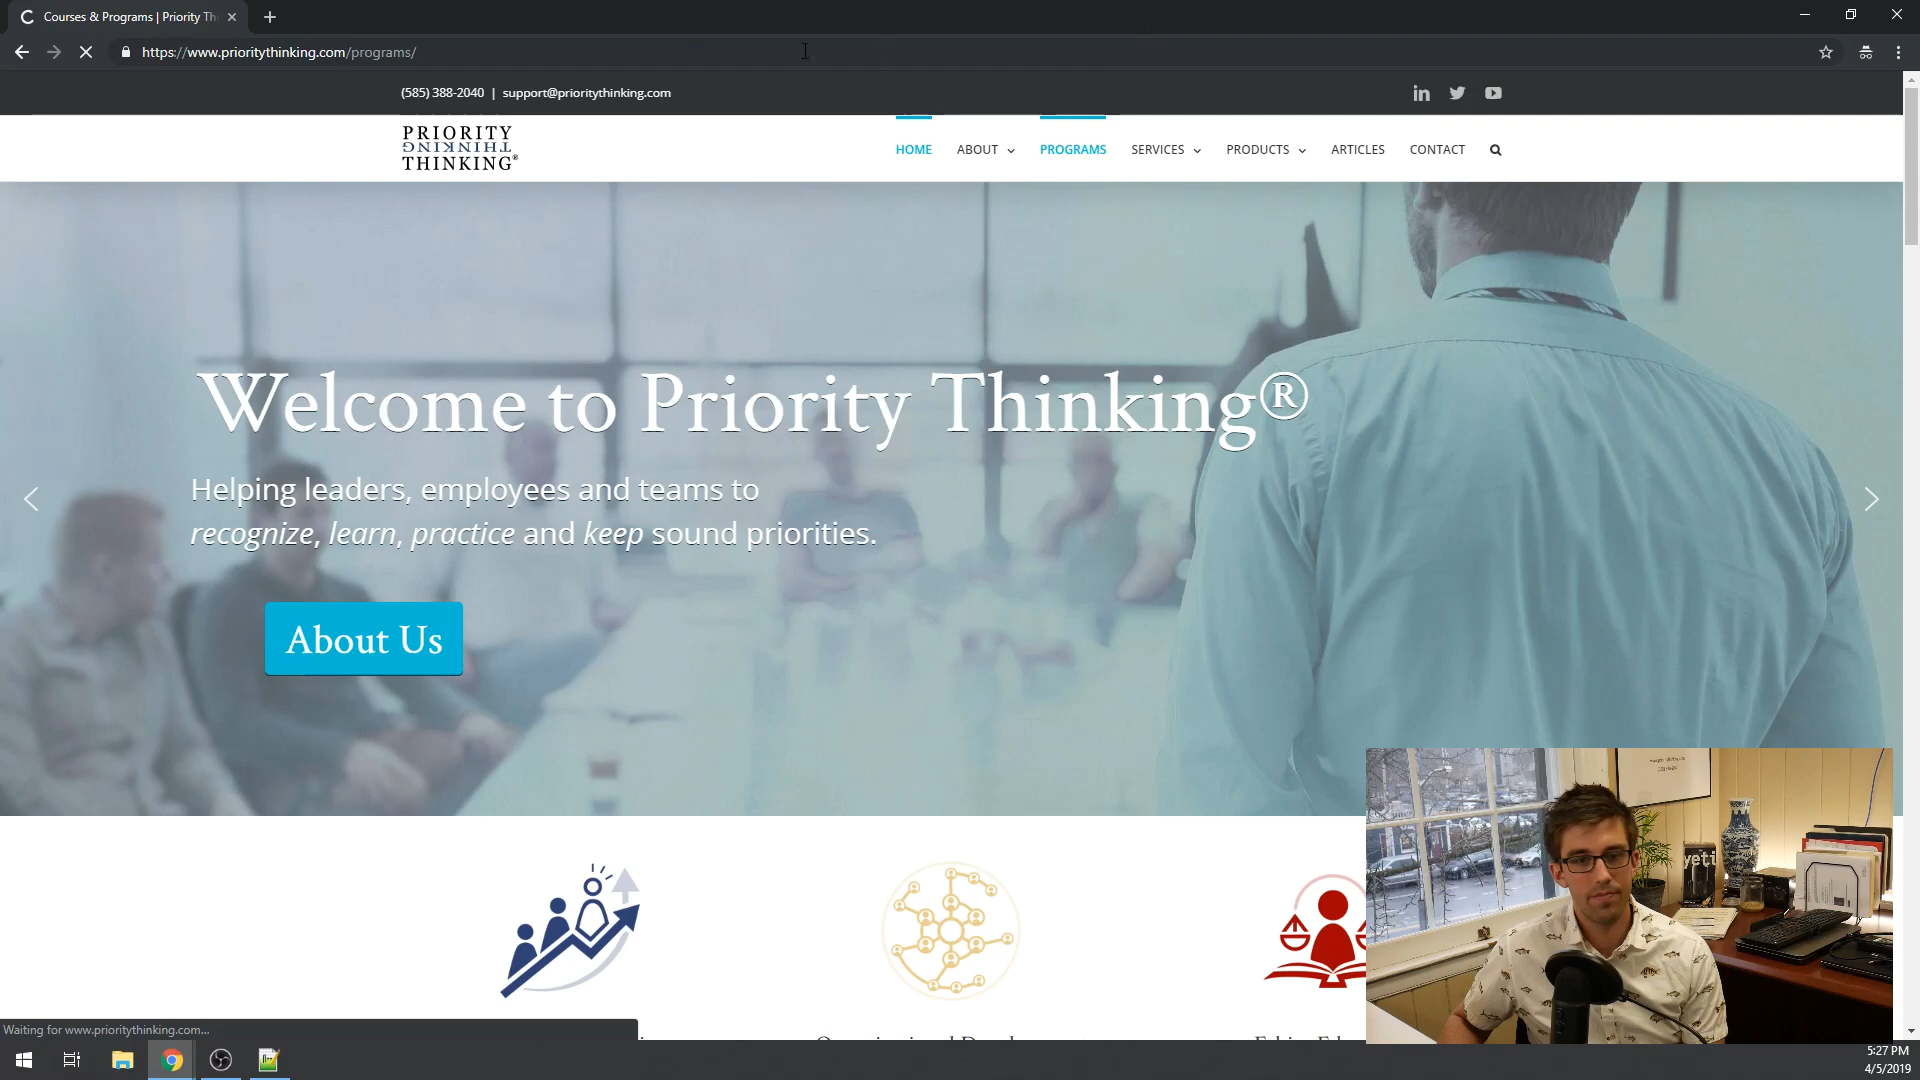 Courses & Programs | Priority Th
https://www.prioritythinking.com/programs/
(585) 388-2040 | support@prioritythinking.com
PRIORITY
THINKING
THINKING®
HOME ABOUT PROGRAMS SERVICES PRODUCTS ARTICLES CONTACT
Welcome to Priority Thinking®
Helping leaders, employees and teams to
recognize, learn, practice and keep sound priorities.
About Us
yeti
Waiting for www.prioritythinking.com...
5:27 PM
4/5/2019